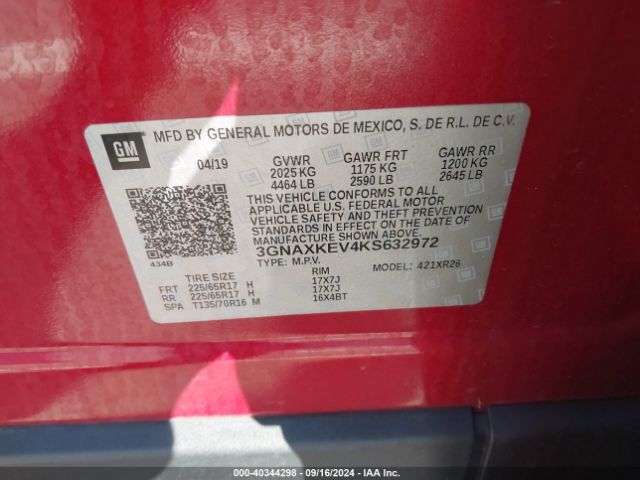 GM
MFD BY GENERAL MOTORS DE MEXICO, S. DE R.L. DE C.V.
04/19 GVWR GAWR FRT GAWR RR
2025 KG 1175 KG 1200 KG
4464 LB 2590 LB 2645 LB
THIS VEHICLE CONFORMS TO ALL
APPLICABLE U.S. FEDERAL MOTOR
VEHICLE SAFETY AND THEFT PREVENTION
STANDARDS IN EFFECT ON THE DATE OF
MANUFACTURE SHOWN ABOVE.
3GNAXKEV4KS632972
434B
TYPE: M.P.V. MODEL: 421XR26
TIRE SIZE RIM
FRT 225/65R17 H 17X7J
RR 225/65R17 H 17X7J
SPA T135/70R16 M 16X4BT
000-40344298 - 09/16/2024 - IAA Inc.